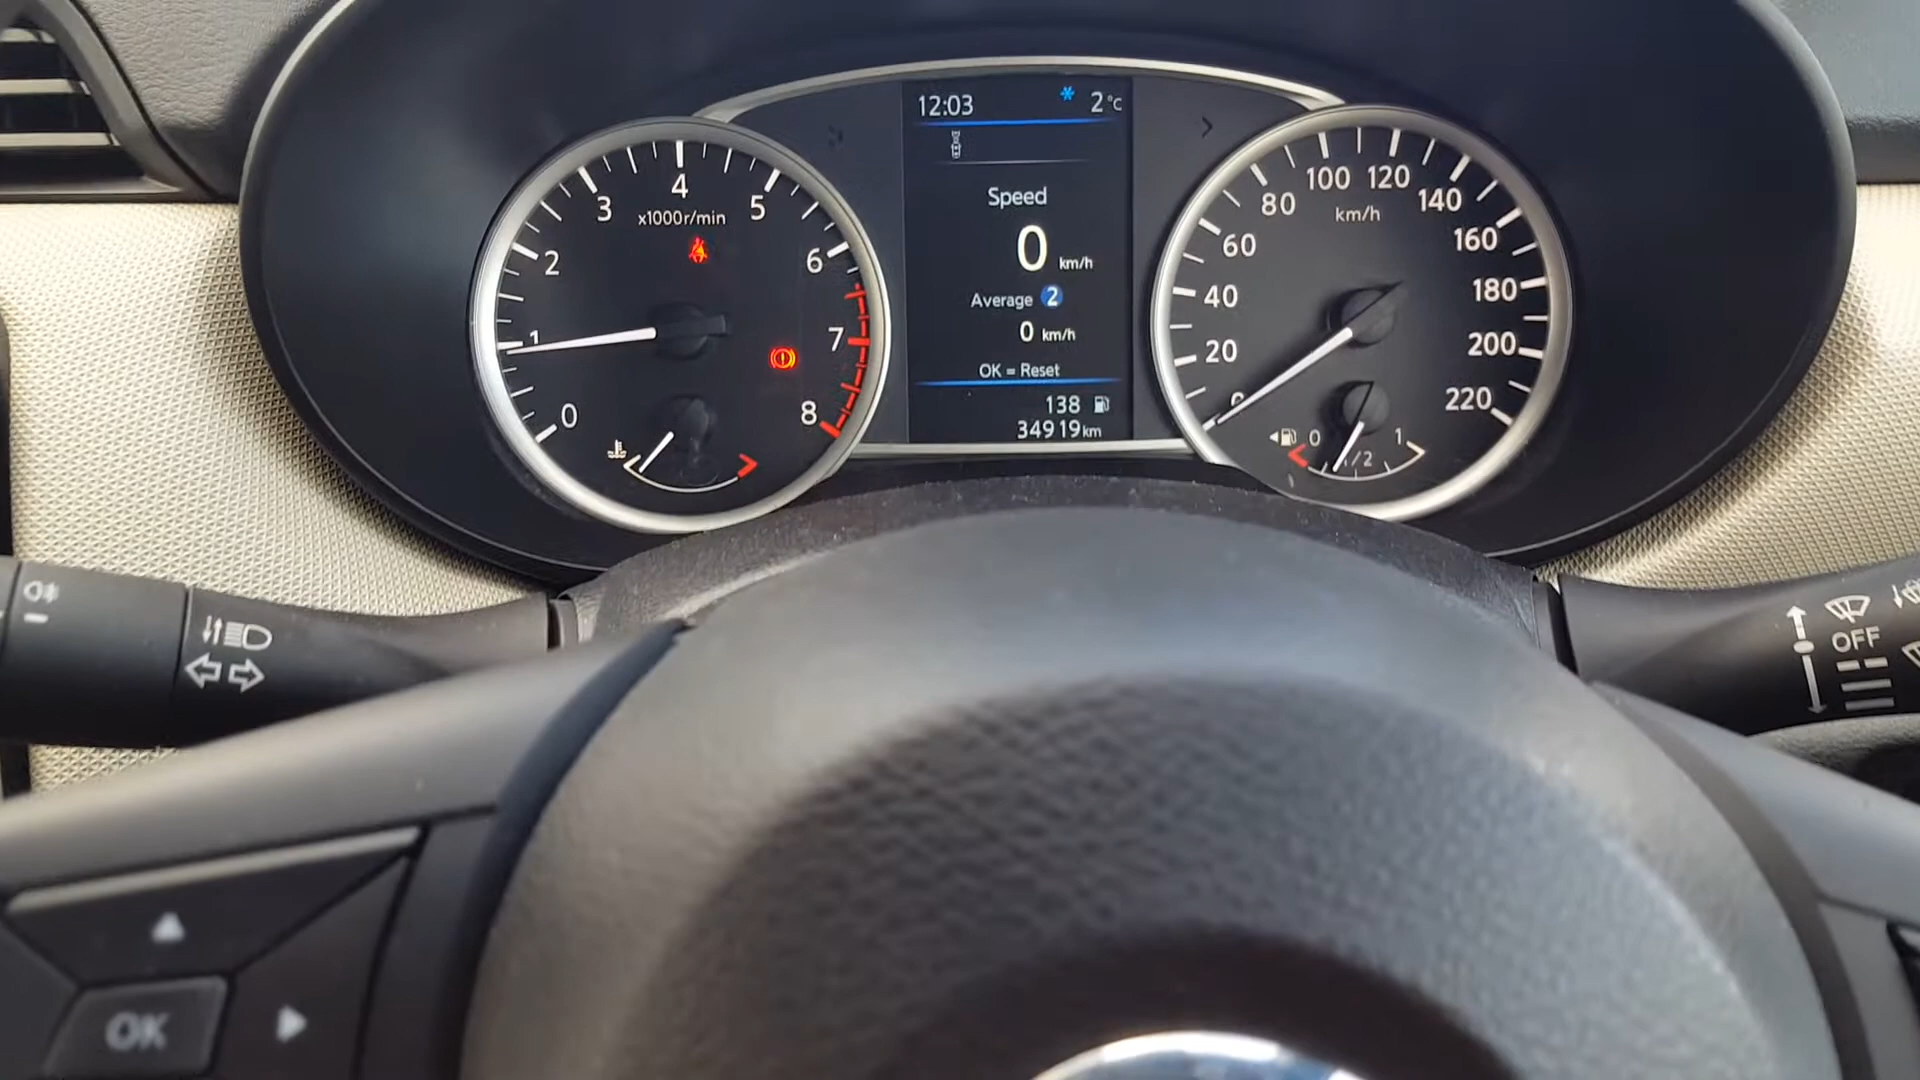 12:03 2°C
Speed
0 km/h
Average 2
0 km/h
OK = Reset
138
34919km
0
1
2
3
4
5
6
7
8
x1000r/min
0
20
40
60
80
100
120
140
160
180
200
220
km/h
0 1/2 1
OFF
OK